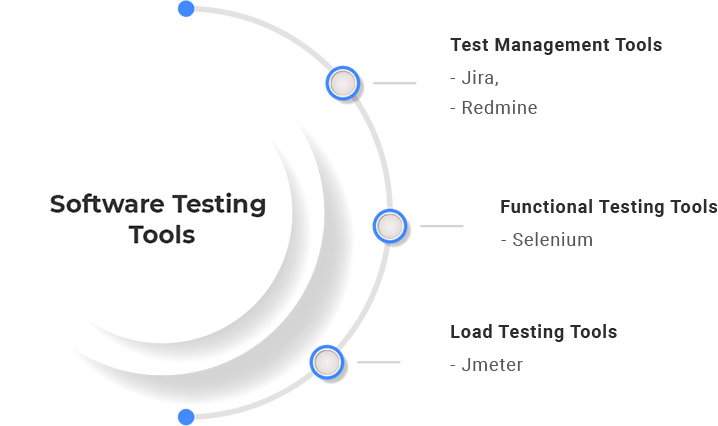 Software Testing
Tools
Test Management Tools
- Jira,
- Redmine
Functional Testing Tools
- Selenium
Load Testing Tools
- Jmeter